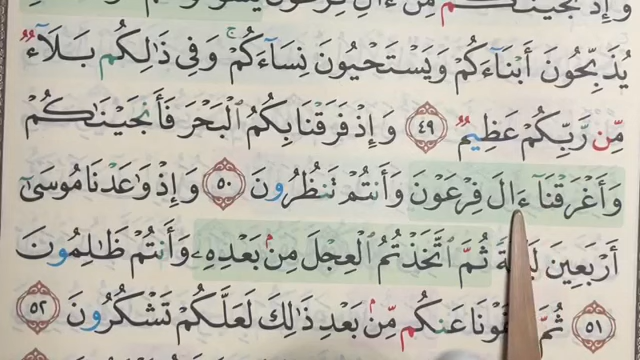 وَإِذْ نَجَّيْنَٰكُم مِّنْ ءَالِ فِرْعَوْنَ
يُذَبِّحُونَ أَبْنَآءَكُمْ وَيَسْتَحْيُونَ نِسَآءَكُمْ ۚ وَفِى ذَٰلِكُم بَلَآءٌ
مِّن رَّبِّكُمْ عَظِيمٌ ٤٩ وَإِذْ فَرَقْنَا بِكُمُ ٱلْبَحْرَ فَأَنجَيْنَٰكُمْ
وَأَغْرَقْنَآ ءَالَ فِرْعَوْنَ وَأَنتُمْ تَنظُرُونَ ٥٠ وَإِذْ وَٰعَدْنَا مُوسَىٰٓ
أَرْبَعِينَ ثُمَّ ٱتَّخَذْتُمُ ٱلْعِجْلَ مِنۢ بَعْدِهِۦ وَأَنتُمْ ظَٰلِمُونَ
٥١ ثُمَّ عَنكُم مِّنۢ بَعْدِ ذَٰلِكَ لَعَلَّكُمْ تَشْكُرُونَ ٥٢